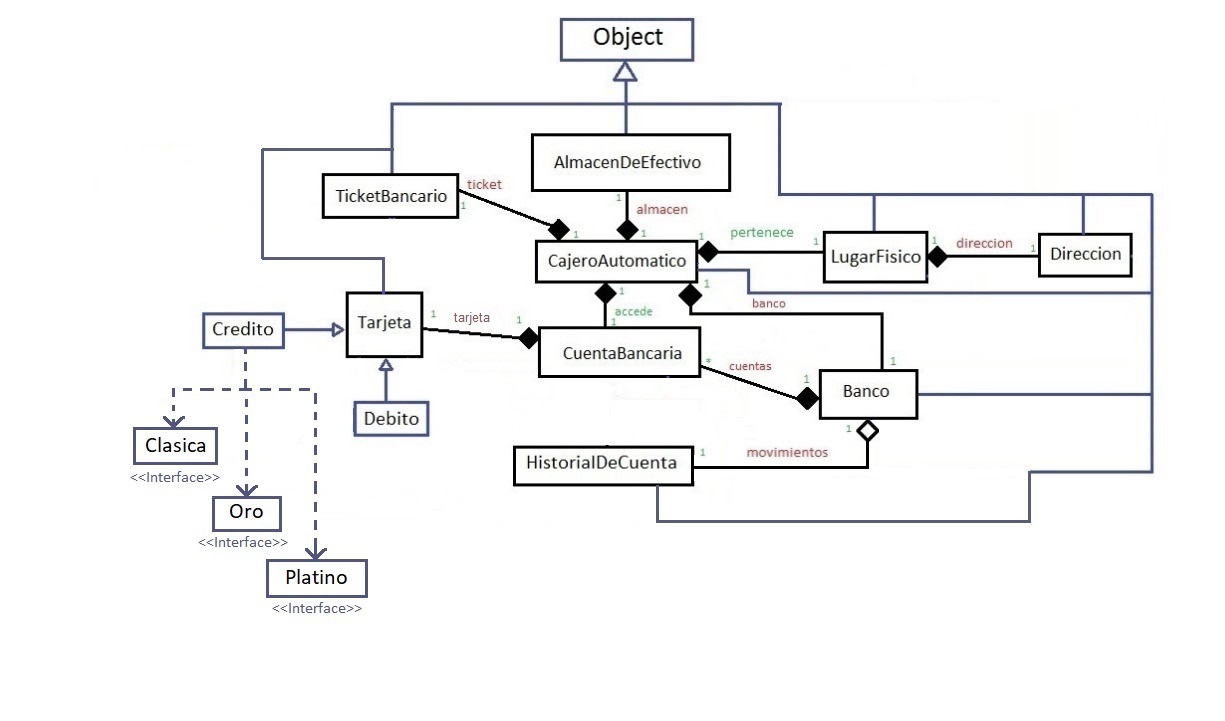 Object
AlmacenDeEfectivo
TicketBancario
ticket
1
1
1
almacen
1
CajeroAutomatico
1
pertenece
1
LugarFisico
1
direccion
1
Direccion
1
accede
1
1
banco
1
Credito
Tarjeta
1
tarjeta
1
CuentaBancaria
*
cuentas
1
Banco
Debito
1
Clasica
<<Interface>>
HistorialDeCuenta
1
movimientos
Oro
<<Interface>>
Platino
<<Interface>>